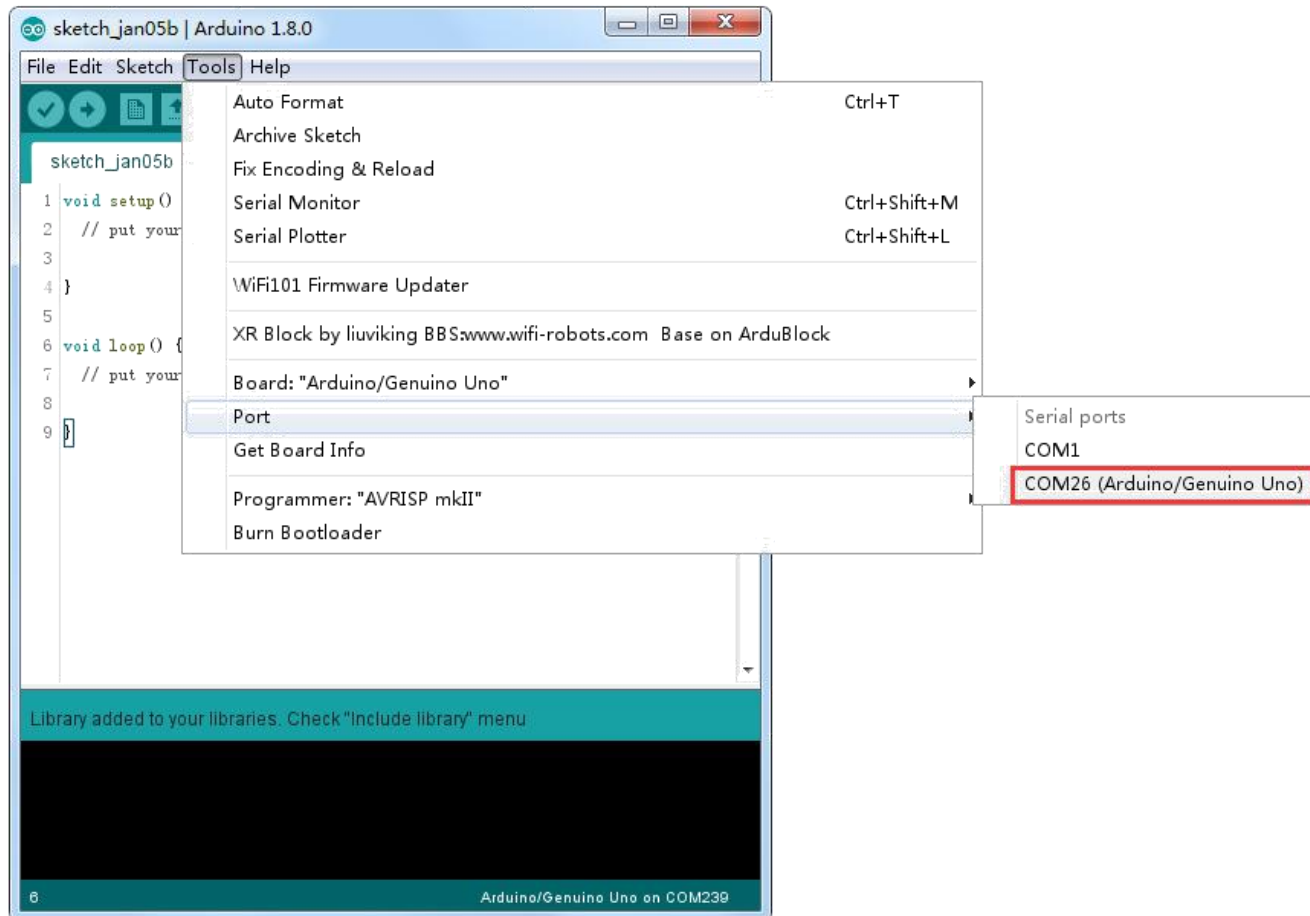 sketch_jan05b | Arduino 1.8.0
File Edit Sketch Tools Help
Auto Format Ctrl+T
Archive Sketch
Fix Encoding & Reload
Serial Monitor Ctrl+Shift+M
Serial Plotter Ctrl+Shift+L
WiFi101 Firmware Updater
XR Block by liuviking BBS:www.wifi-robots.com Base on ArduBlock
Board: "Arduino/Genuino Uno"
Port
Get Board Info
Programmer: "AVRISP mkII"
Burn Bootloader
Serial ports
COM1
COM26 (Arduino/Genuino Uno)
sketch_jan05b
1 void setup()
2 // put your
3
4 }
5
6 void loop() {
7 // put your
8
9 }
Library added to your libraries. Check "Include library" menu
6 Arduino/Genuino Uno on COM239